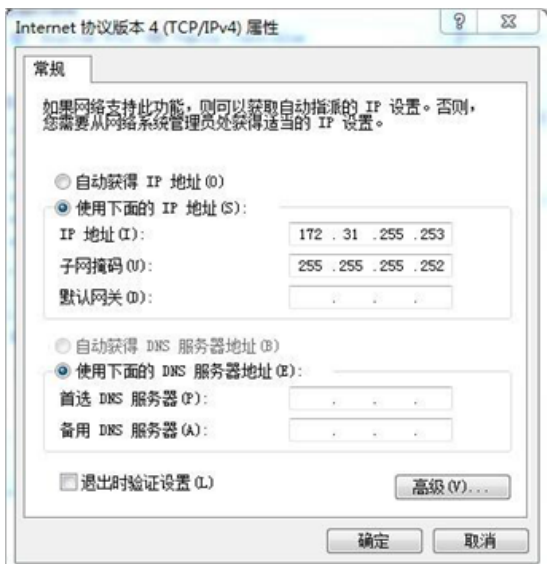 Internet 协议版本 4 (TCP/IPv4) 属性
常规
如果网络支持此功能，则可以获取自动指派的 IP 设置。否则，
您需要从网络系统管理员处获得适当的 IP 设置。
自动获得 IP 地址(O)
使用下面的 IP 地址(S):
IP 地址(I): 172 . 31 .255 .253
子网掩码(U): 255 .255 .255 .252
默认网关(D): . . .
自动获得 DNS 服务器地址(B)
使用下面的 DNS 服务器地址(E):
首选 DNS 服务器(P): . . .
备用 DNS 服务器(A): . . .
退出时验证设置(L)
高级(V)...
确定 取消